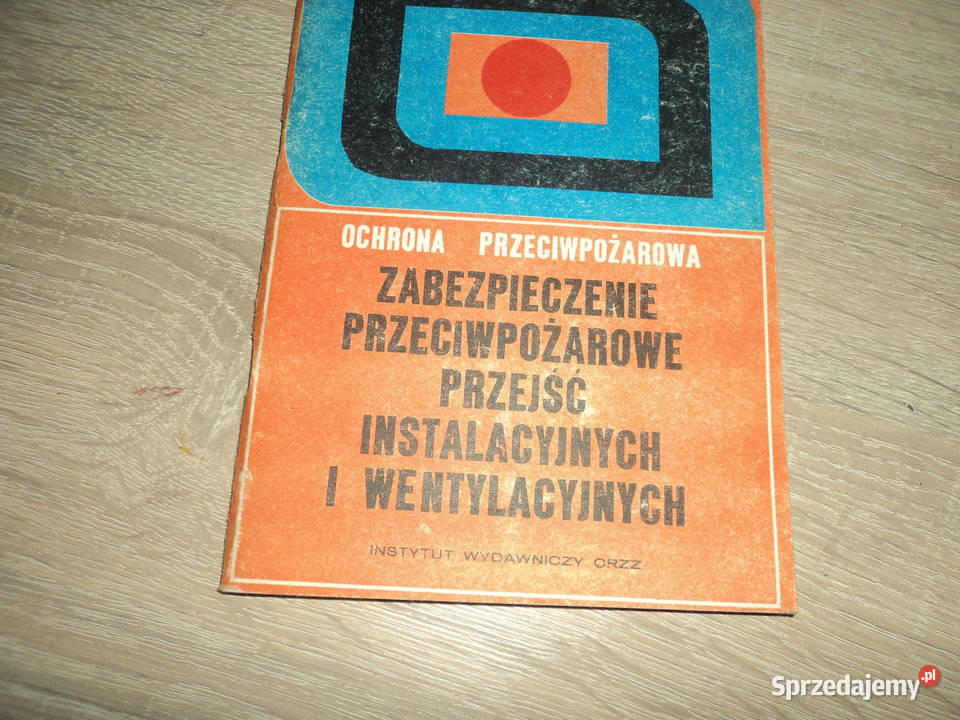 OCHRONA PRZECIWPOŻAROWA
ZABEZPIECZENIE
PRZECIWPOŻAROWE
PRZEJŚĆ
INSTALACYJNYCH
I WENTYLACYJNYCH
INSTYTUT WYDAWNICZY CRZZ
Sprzedajemy.pl